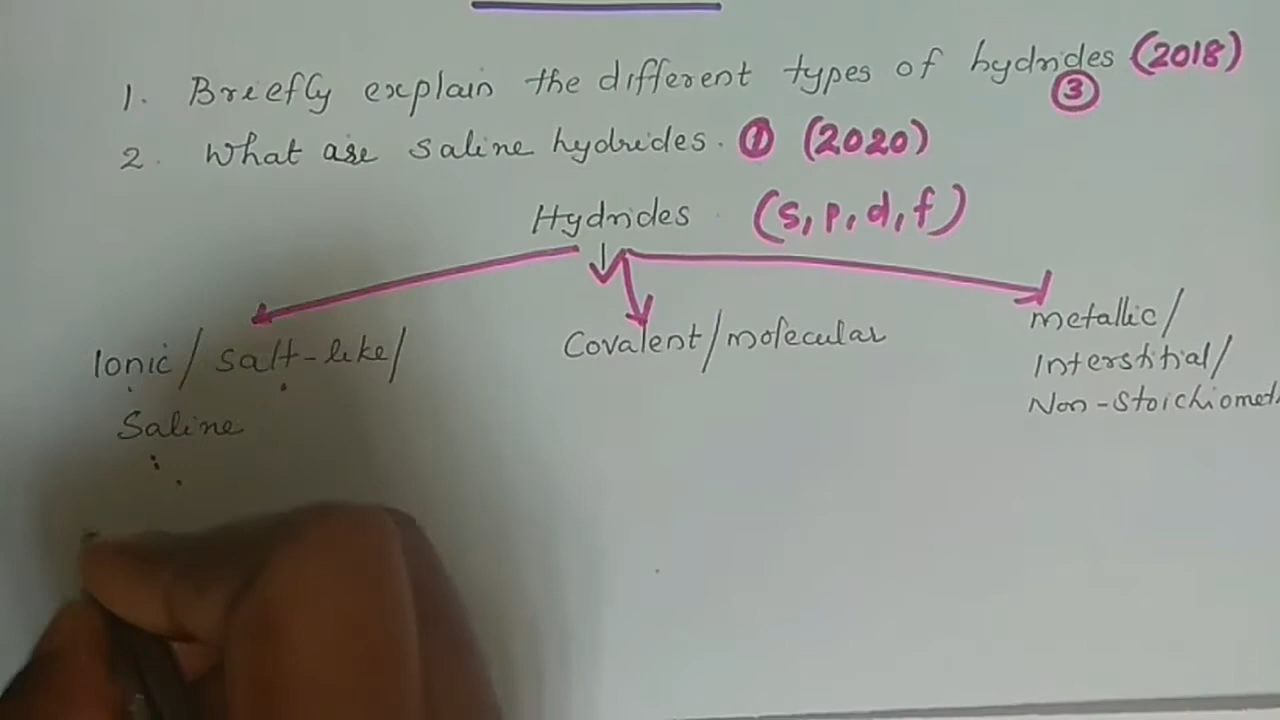 1. Briefly explain the different types of hydrides (2018)
③
2. What are saline hydrides. ① (2020)
Hydrides (s, p, d, f)
Ionic / salt-like /
Saline
Covalent/molecular
metallic /
Interstitial /
Non-stoichiomet